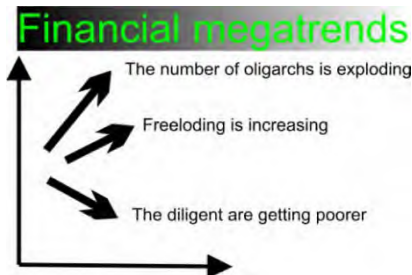 Financial megatrends
The number of oligarchs is exploding
Freeloding is increasing
The diligent are getting poorer